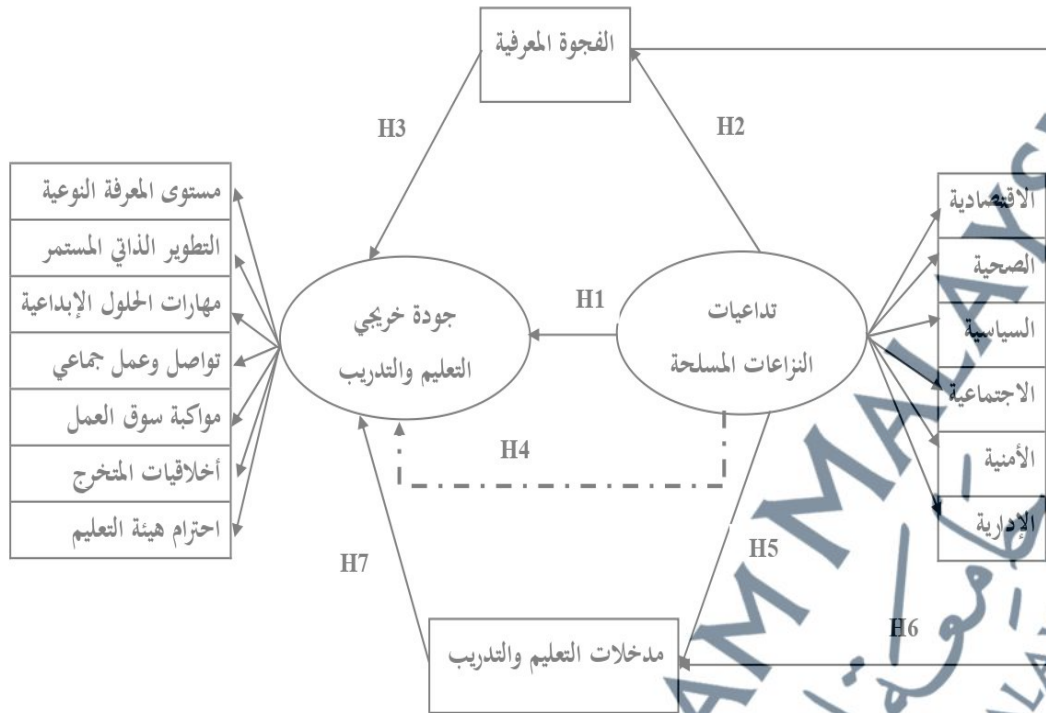 الفجوة المعرفية
H3
H2
الاقتصادية
الصحية
السياسية
الاجتماعية
الأمنية
الإدارية
تداعيات
النزاعات المسلحة
H1
جودة خريجي
التعليم والتدريب
مستوى المعرفة النوعية
التطوير الذاتي المستمر
مهارات الحلول الإبداعية
تواصل وعمل جماعي
مواكبة سوق العمل
أخلاقيات المتخرج
احترام هيئة التعليم
H4
H5
H7
H6
مدخلات التعليم والتدريب